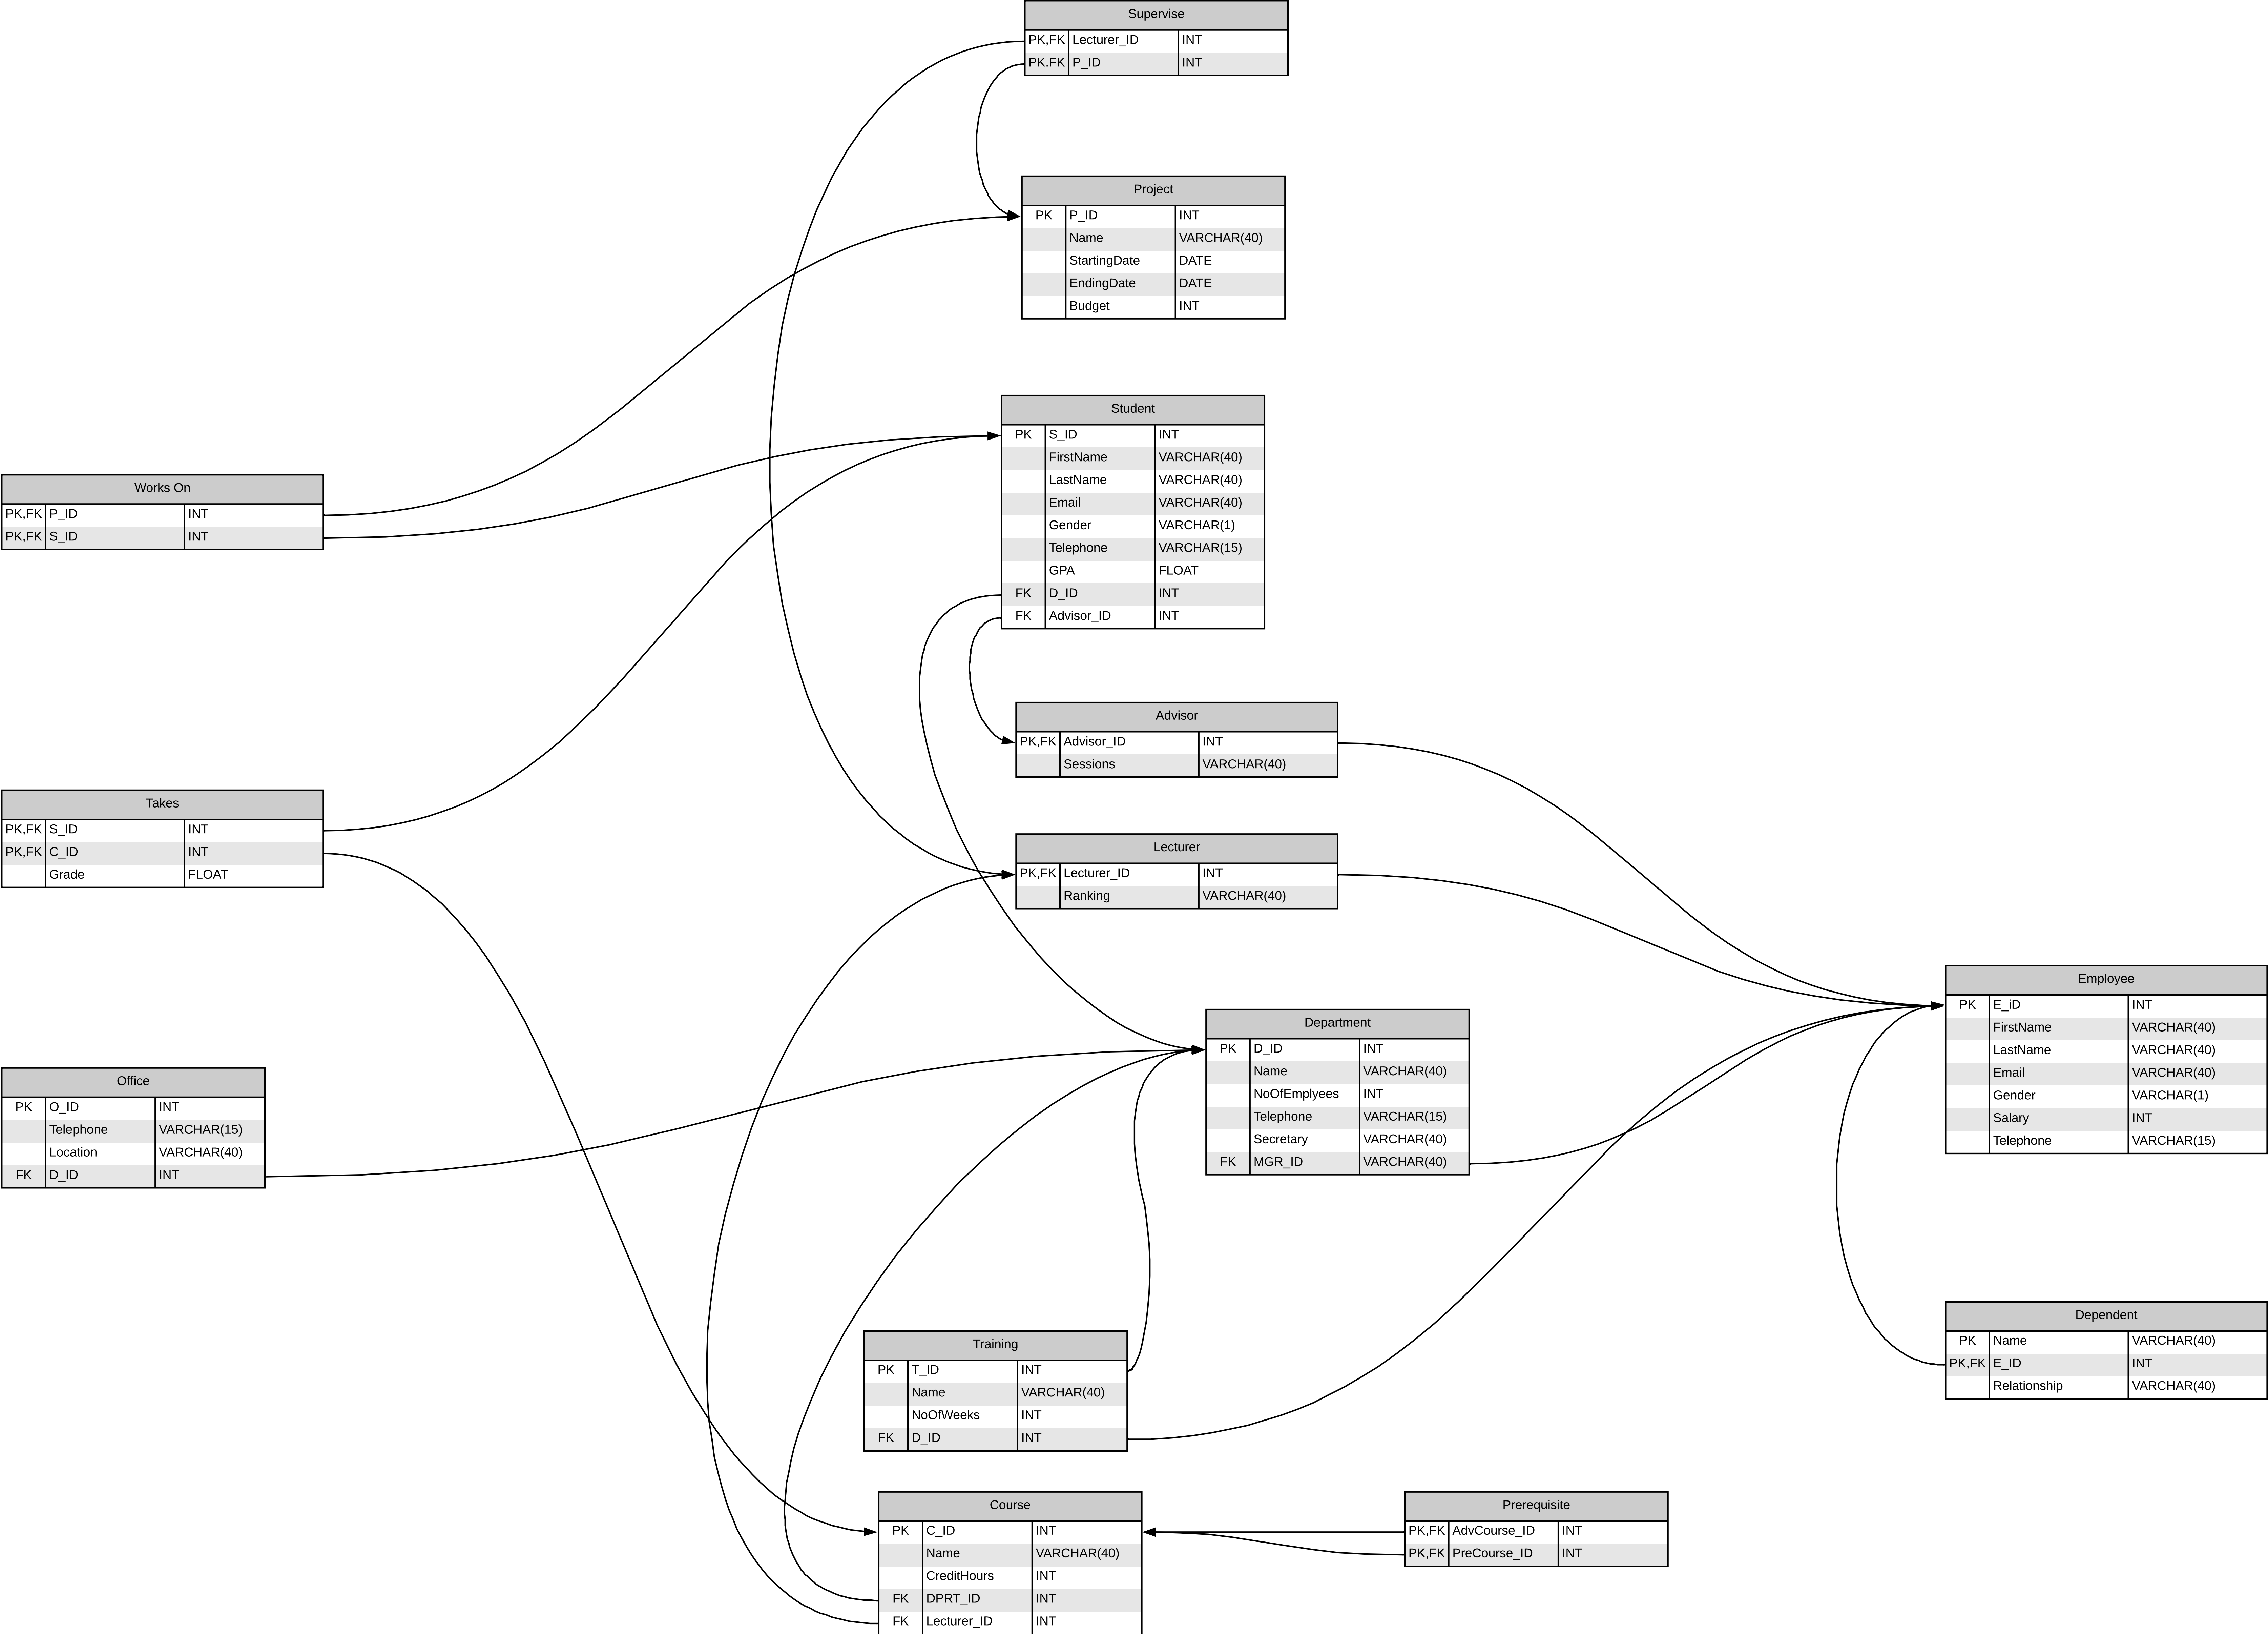 Supervise
PK,FK Lecturer_ID INT
PK.FK P_ID INT
Project
PK P_ID INT
Name VARCHAR(40)
StartingDate DATE
EndingDate DATE
Budget INT
Student
PK S_ID INT
FirstName VARCHAR(40)
LastName VARCHAR(40)
Email VARCHAR(40)
Gender VARCHAR(1)
Telephone VARCHAR(15)
GPA FLOAT
FK D_ID INT
FK Advisor_ID INT
Works On
PK,FK P_ID INT
PK,FK S_ID INT
Advisor
PK,FK Advisor_ID INT
Sessions VARCHAR(40)
Takes
PK,FK S_ID INT
PK,FK C_ID INT
Grade FLOAT
Lecturer
PK,FK Lecturer_ID INT
Ranking VARCHAR(40)
Employee
PK E_iD INT
FirstName VARCHAR(40)
LastName VARCHAR(40)
Email VARCHAR(40)
Gender VARCHAR(1)
Salary INT
Telephone VARCHAR(15)
Department
PK D_ID INT
Name VARCHAR(40)
NoOfEmplyees INT
Telephone VARCHAR(15)
Secretary VARCHAR(40)
FK MGR_ID VARCHAR(40)
Office
PK O_ID INT
Telephone VARCHAR(15)
Location VARCHAR(40)
FK D_ID INT
Dependent
PK Name VARCHAR(40)
PK,FK E_ID INT
Relationship VARCHAR(40)
Training
PK T_ID INT
Name VARCHAR(40)
NoOfWeeks INT
FK D_ID INT
Course
PK C_ID INT
Name VARCHAR(40)
CreditHours INT
FK DPRT_ID INT
FK Lecturer_ID INT
Prerequisite
PK,FK AdvCourse_ID INT
PK,FK PreCourse_ID INT